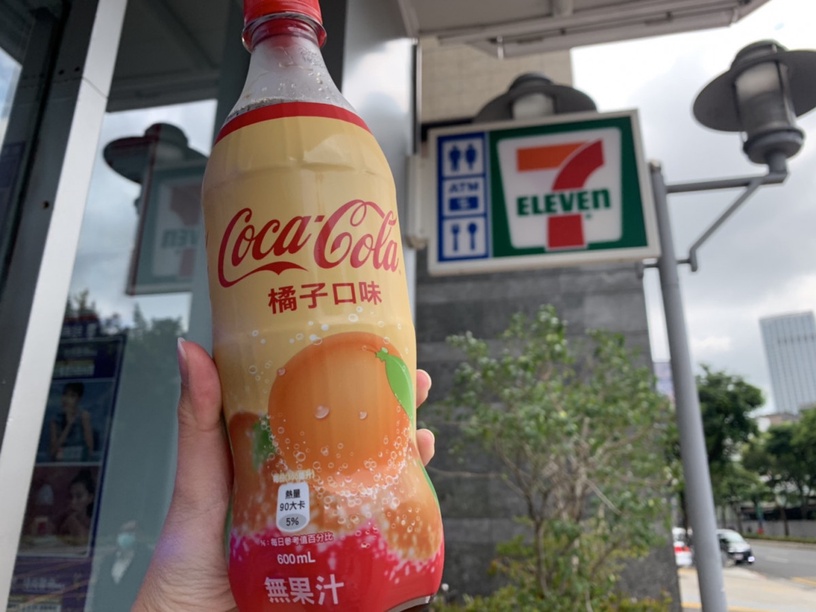 Coca-Cola
橘子口味
熱量
90大卡
5%
%:每日參考值百分比
600mL
無果汁
ATM
$
7
ELEVEN